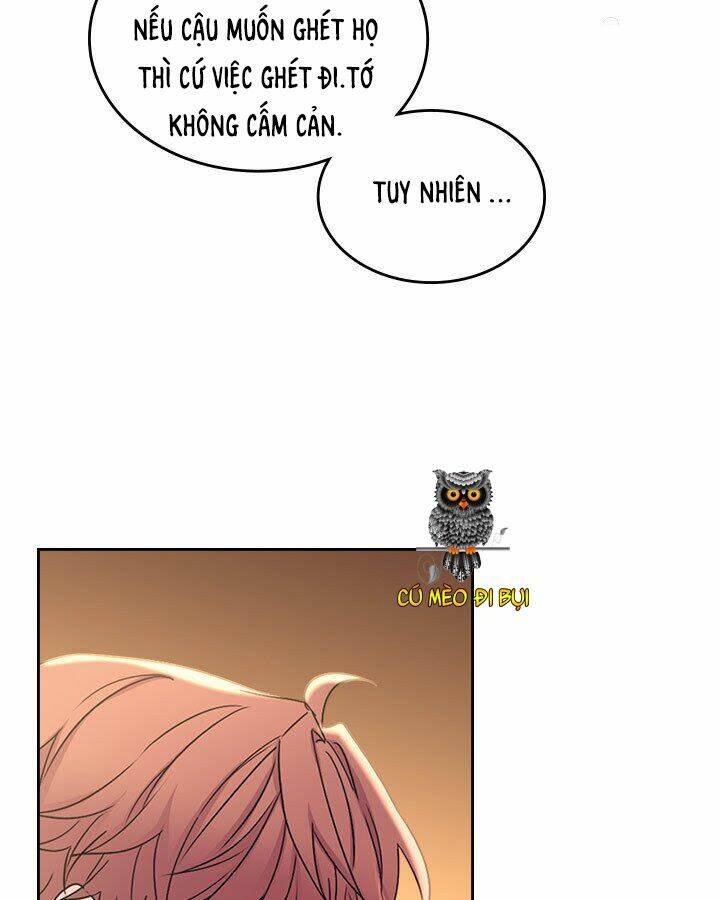 NẾU CẬU MUỐN GHÉT HỌ
THÌ CỨ VIỆC GHÉT ĐI.TỚ
KHÔNG CẤM CẢN.
TUY NHIÊN ...
CÚ MÈO ĐI BỤI